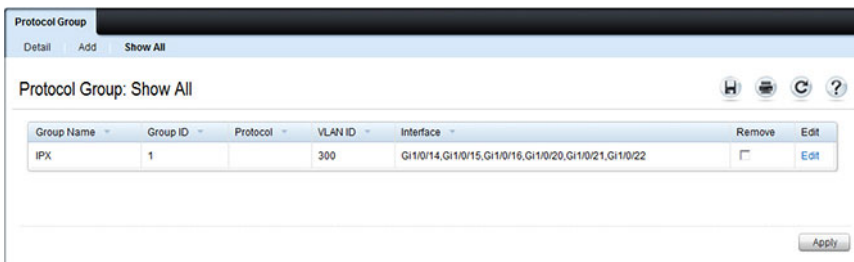 Protocol Group
Detail Add Show All
Protocol Group: Show All
Group Name Group ID Protocol VLAN ID Interface Remove Edit
IPX 1 300 Gi1/0/14,Gi1/0/15,Gi1/0/16,Gi1/0/20,Gi1/0/21,Gi1/0/22 Edit
Apply